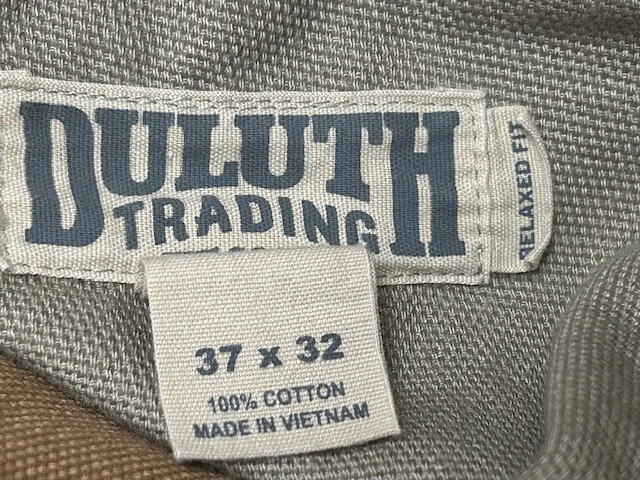 DULUTH
TRADING
RELAXED FIT
37 x 32
100% COTTON
MADE IN VIETNAM